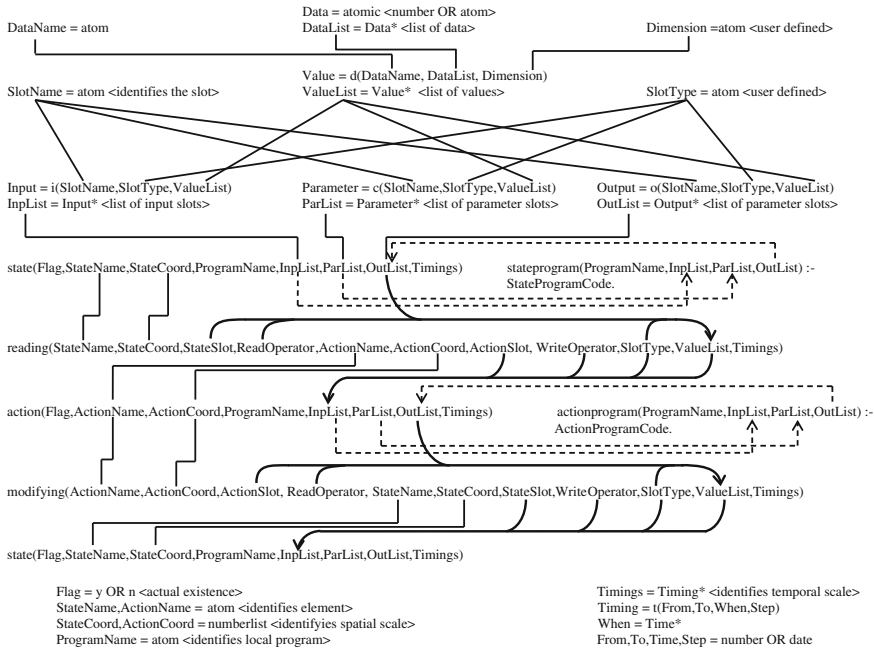 Data = atomic <number OR atom>
DataName = atom
DataList = Data* <list of data>
Dimension =atom <user defined>
Value = d(DataName, DataList, Dimension)
SlotName = atom <identifies the slot>
ValueList = Value* <list of values>
SlotType = atom <user defined>
Input = i(SlotName,SlotType,ValueList)
Parameter = c(SlotName,SlotType,ValueList)
Output = o(SlotName,SlotType,ValueList)
InpList = Input* <list of input slots>
ParList = Parameter* <list of parameter slots>
OutList = Output* <list of parameter slots>
state(Flag,StateName,StateCoord,ProgramName,InpList,ParList,OutList,Timings)
stateprogram(ProgramName,InpList,ParList,OutList) :-
StateProgramCode.
reading(StateName,StateCoord,StateSlot,ReadOperator,ActionName,ActionCoord,ActionSlot, WriteOperator,SlotType,ValueList,Timings)
action(Flag,ActionName,ActionCoord,ProgramName,InpList,ParList,OutList,Timings)
actionprogram(ProgramName,InpList,ParList,OutList) :-
ActionProgramCode.
modifying(ActionName,ActionCoord,ActionSlot, ReadOperator, StateName,StateCoord,StateSlot,WriteOperator,SlotType,ValueList,Timings)
state(Flag,StateName,StateCoord,ProgramName,InpList,ParList,OutList,Timings)
Flag = y OR n <actual existence>
StateName,ActionName = atom <identifies element>
StateCoord,ActionCoord = numberlist <identifyies spatial scale>
ProgramName = atom <identifies local program>
Timings = Timing* <identifies temporal scale>
Timing = t(From,To,When,Step)
When = Time*
From,To,Time,Step = number OR date